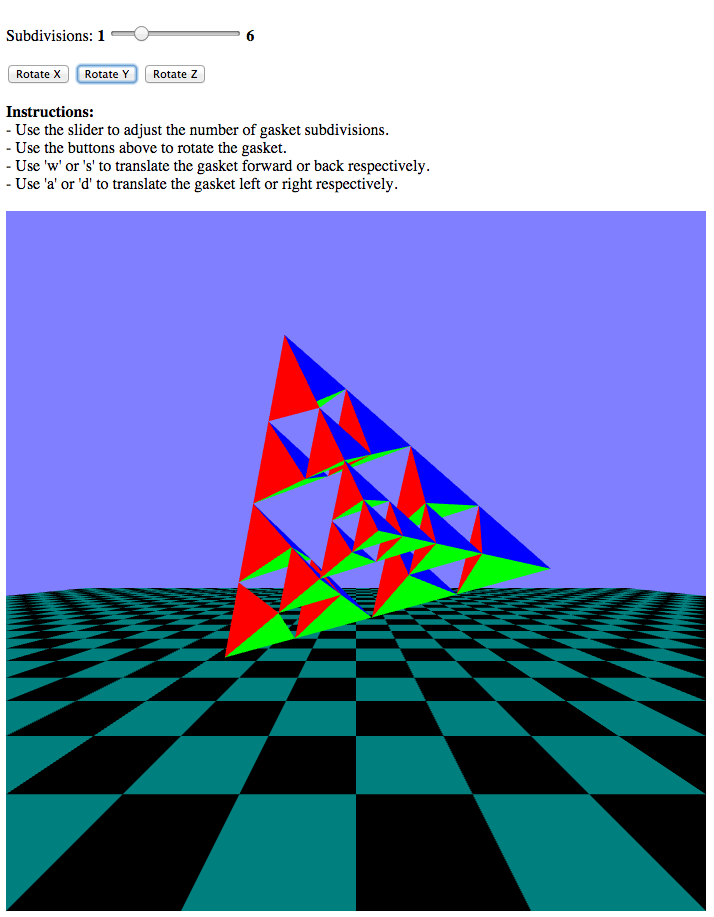 Subdivisions: 1 6
Rotate X Rotate Y Rotate Z
Instructions:
- Use the slider to adjust the number of gasket subdivisions.
- Use the buttons above to rotate the gasket.
- Use 'w' or 's' to translate the gasket forward or back respectively.
- Use 'a' or 'd' to translate the gasket left or right respectively.